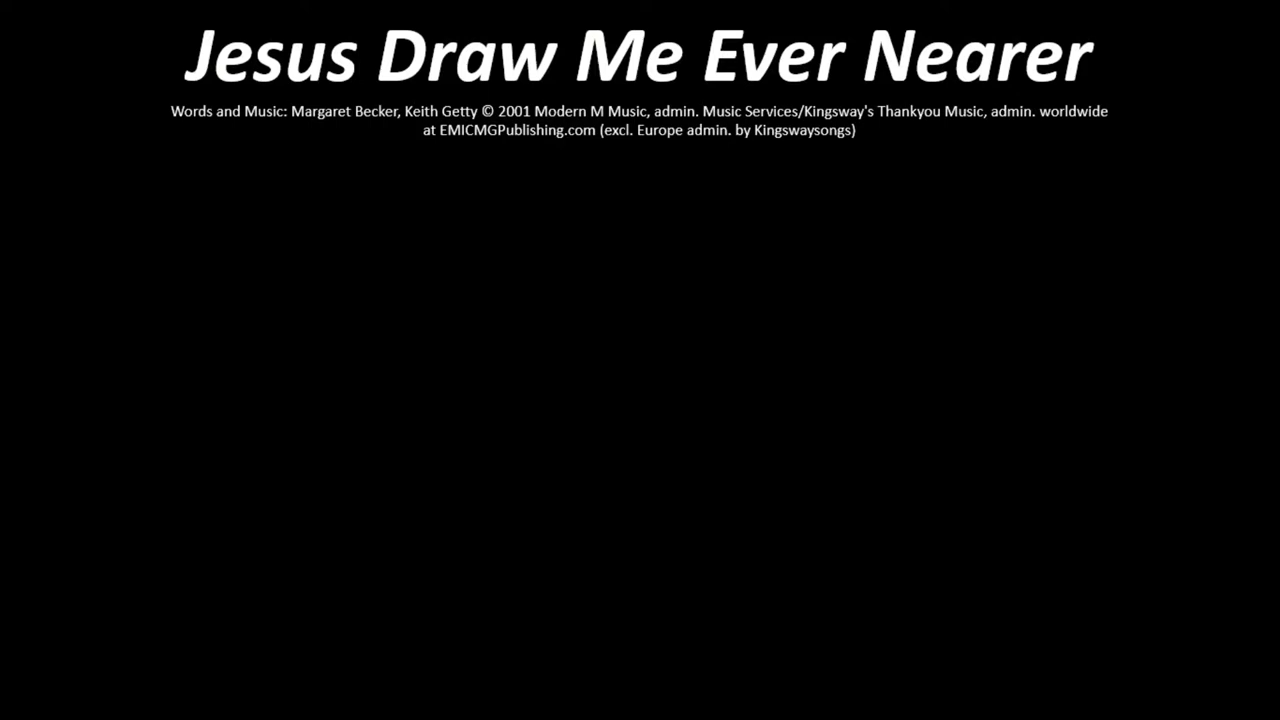 Jesus Draw Me Ever Nearer
Words and Music: Margaret Becker, Keith Getty © 2001 Modern M Music, admin. Music Services/Kingsway's Thankyou Music, admin. worldwide
at EMICMGPublishing.com (excl. Europe admin. by Kingswaysongs)